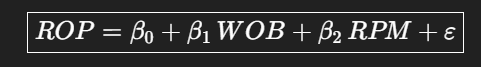 ROP = β₀ + β₁ WOB + β₂ RPM + ε